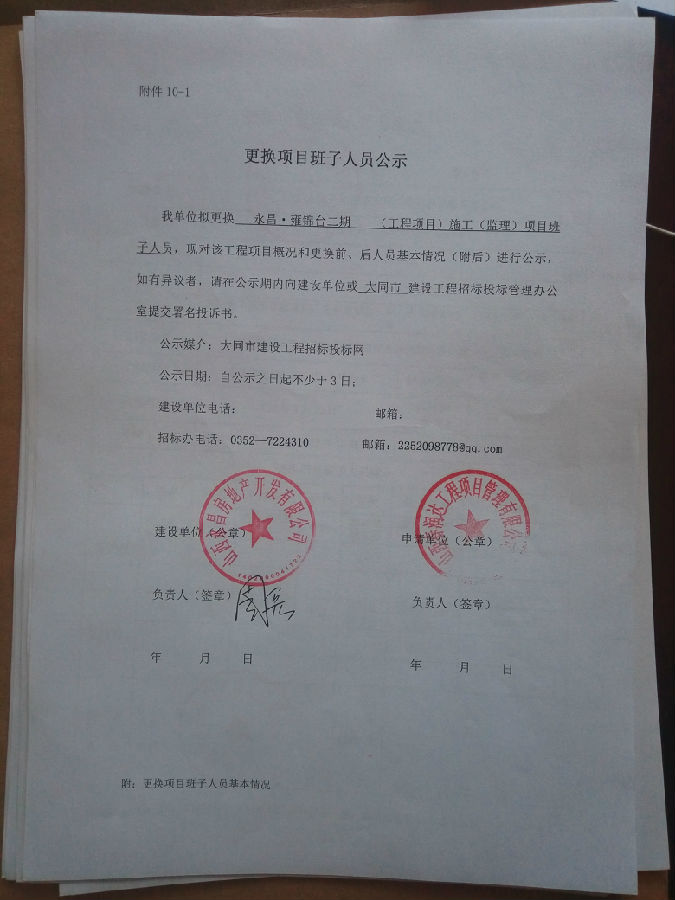 附件 10-1
更换项目班子人员公示
我单位拟更换 永昌·雍锦台二期 （工程项目）施工（监理）项目班
子人员，现对该工程项目概况和更换前、后人员基本情况（附后）进行公示，
如有异议者，请在公示期内向建设单位或 大同市 建设工程招标投标管理办公
室提交署名投诉书。
公示媒介：大同市建设工程招标投标网
公示日期：自公示之日起不少于 3 日；
建设单位电话： 邮箱：
招标办电话：0352—7224310 邮箱：2282098778@qq.com
建设单位（公章） 申请单位（公章）
负责人（签章） 负责人（签章）
年 月 日 年 月 日
附：更换项目班子人员基本情况